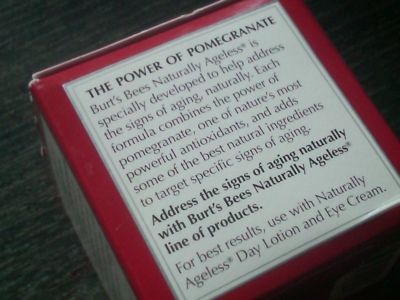 THE POWER OF POMEGRANATE
Burt's Bees Naturally Ageless® is
specially developed to help address
the signs of aging, naturally. Each
formula combines the power of
pomegranate, one of nature's most
powerful antioxidants, and adds
some of the best natural ingredients
to target specific signs of aging.
Address the signs of aging naturally
with Burt's Bees Naturally Ageless®
line of products.
For best results, use with Naturally
Ageless® Day Lotion and Eye Cream.